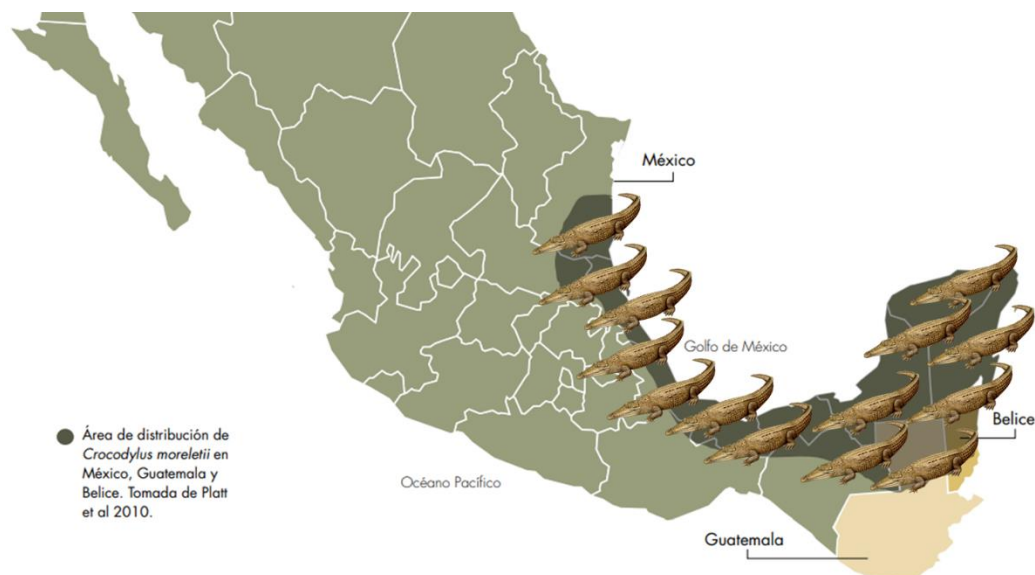 México
Golfo de México
Belice
Área de distribución de
Crocodylus moreletii en
México, Guatemala y
Belice. Tomada de Platt
et al 2010.
Océano Pacífico
Guatemala